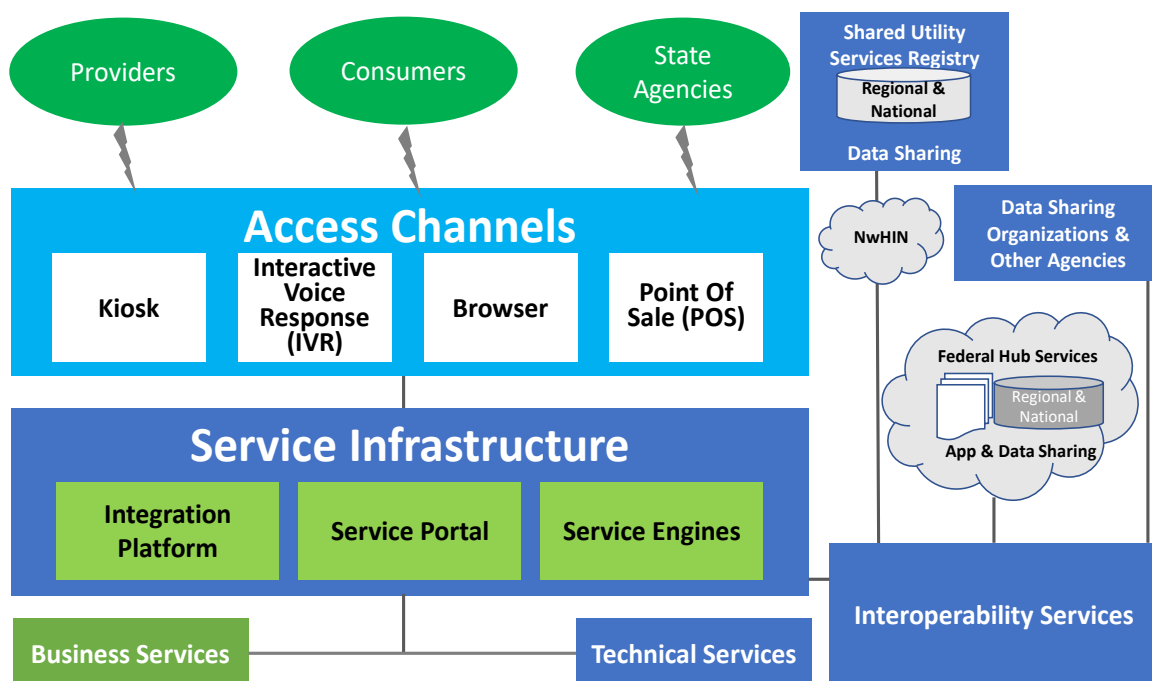 Providers
Consumers
State
Agencies
Shared Utility
Services Registry
Regional &
National
Data Sharing
Access Channels
Kiosk
Interactive
Voice
Response
(IVR)
Browser
Point Of
Sale (POS)
NwHIN
Data Sharing
Organizations &
Other Agencies
Federal Hub Services
Regional &
National
App & Data Sharing
Service Infrastructure
Integration
Platform
Service Portal
Service Engines
Interoperability Services
Business Services
Technical Services